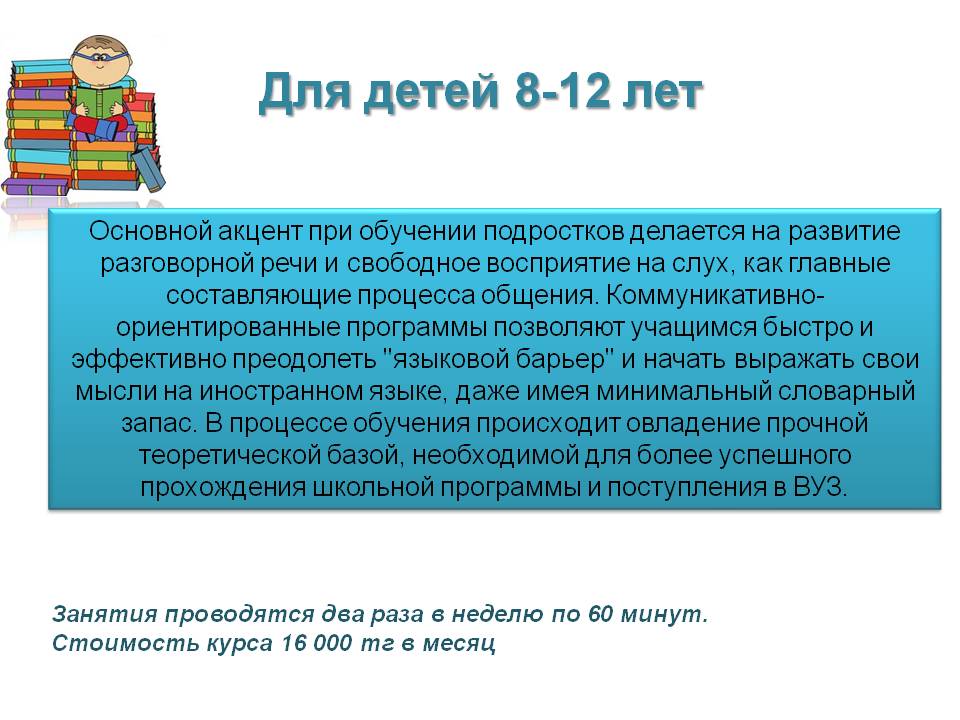 Для детей 8-12 лет
Основной акцент при обучении подростков делается на развитие
разговорной речи и свободное восприятие на слух, как главные
составляющие процесса общения. Коммуникативно-
ориентированные программы позволяют учащимся быстро и
эффективно преодолеть "языковой барьер" и начать выражать свои
мысли на иностранном языке, даже имея минимальный словарный
запас. В процессе обучения происходит овладение прочной
теоретической базой, необходимой для более успешного
прохождения школьной программы и поступления в ВУЗ.
Занятия проводятся два раза в неделю по 60 минут.
Стоимость курса 16 000 тг в месяц